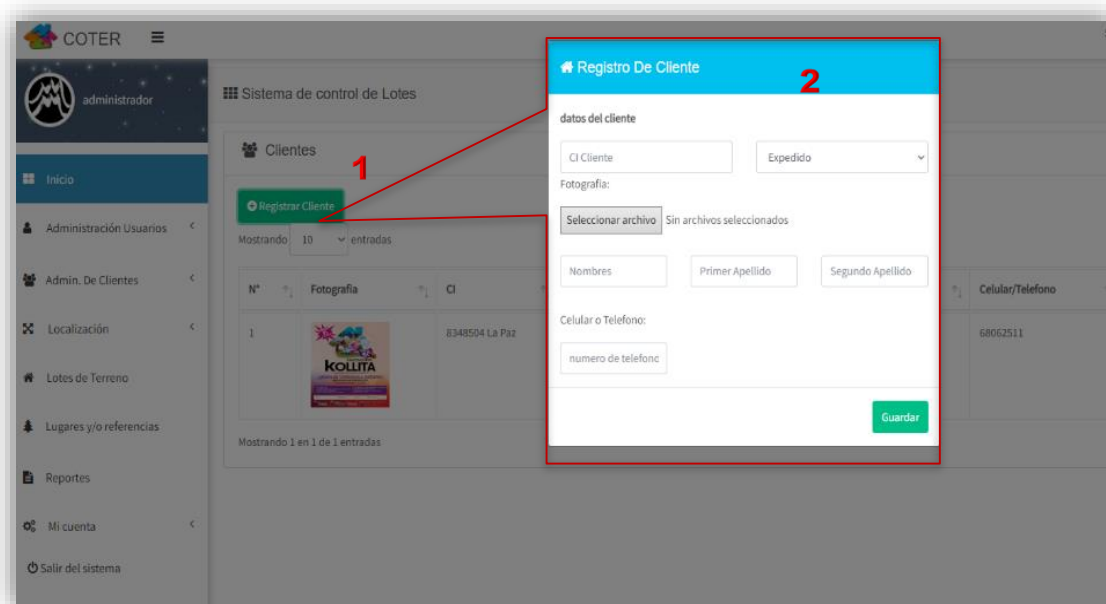 COTER
administrador
Inicio
Administración Usuarios
Admin. De Clientes
Localización
Lotes de Terreno
Lugares y/o referencias
Reportes
Mi cuenta
Salir del sistema
Sistema de control de Lotes
Clientes
1
Registrar Cliente
Mostrando 10 entradas
N° Fotografia CI Celular/Telefono
1 8348504 La Paz 68062511
KOLLITA
Mostrando 1 en 1 de 1 entradas
Registro De Cliente
2
datos del cliente
CI Cliente Expedido
Fotografia:
Seleccionar archivo Sin archivos seleccionados
Nombres Primer Apellido Segundo Apellido
Celular o Telefono:
numero de telefono
Guardar